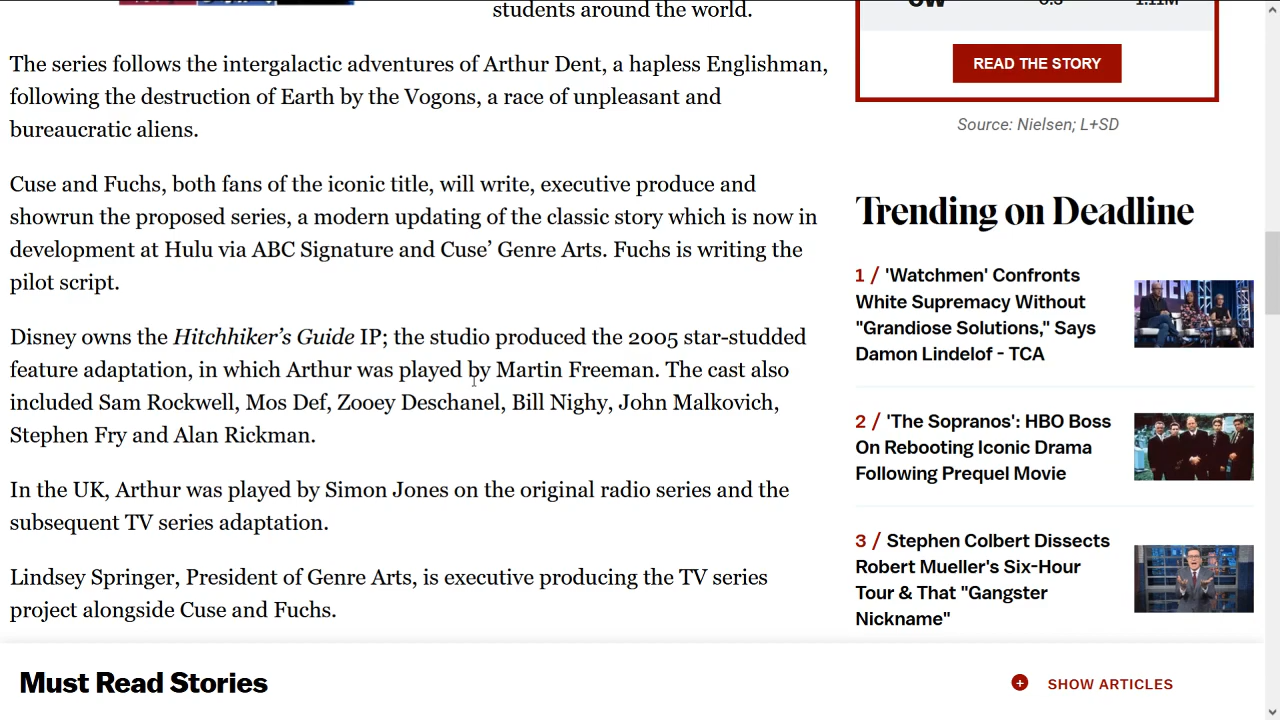 students around the world.
The series follows the intergalactic adventures of Arthur Dent, a hapless Englishman,
following the destruction of Earth by the Vogons, a race of unpleasant and
bureaucratic aliens.
Cuse and Fuchs, both fans of the iconic title, will write, executive produce and
showrun the proposed series, a modern updating of the classic story which is now in
development at Hulu via ABC Signature and Cuse’ Genre Arts. Fuchs is writing the
pilot script.
Disney owns the Hitchhiker’s Guide IP; the studio produced the 2005 star-studded
feature adaptation, in which Arthur was played by Martin Freeman. The cast also
included Sam Rockwell, Mos Def, Zooey Deschanel, Bill Nighy, John Malkovich,
Stephen Fry and Alan Rickman.
In the UK, Arthur was played by Simon Jones on the original radio series and the
subsequent TV series adaptation.
Lindsey Springer, President of Genre Arts, is executive producing the TV series
project alongside Cuse and Fuchs.
READ THE STORY
Source: Nielsen; L+SD
Trending on Deadline
1 / 'Watchmen' Confronts
White Supremacy Without
"Grandiose Solutions," Says
Damon Lindelof - TCA
2 / 'The Sopranos': HBO Boss
On Rebooting Iconic Drama
Following Prequel Movie
3 / Stephen Colbert Dissects
Robert Mueller's Six-Hour
Tour & That "Gangster
Nickname"
Must Read Stories
SHOW ARTICLES